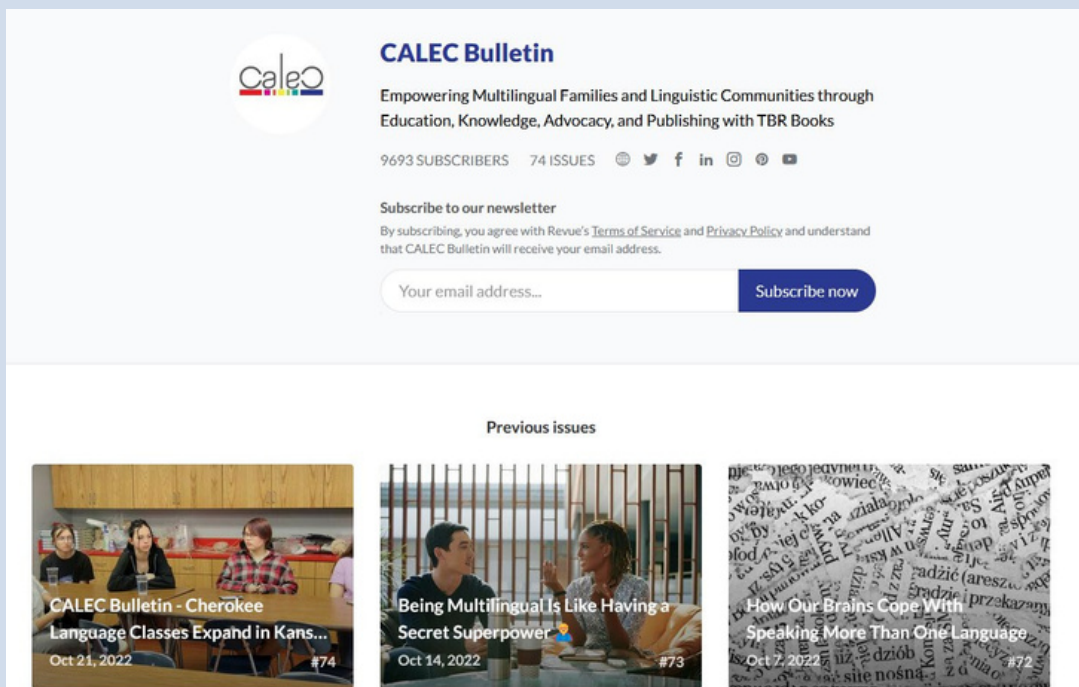 calec
CALEC Bulletin
Empowering Multilingual Families and Linguistic Communities through
Education, Knowledge, Advocacy, and Publishing with TBR Books
9693 SUBSCRIBERS 74 ISSUES
Subscribe to our newsletter
By subscribing, you agree with Revue's Terms of Service and Privacy Policy and understand
that CALEC Bulletin will receive your email address.
Your email address...
Subscribe now
Previous issues
CALEC Bulletin - Cherokee
Language Classes Expand in Kans...
Oct 21, 2022
#74
Being Multilingual Is Like Having a
Secret Superpower
Oct 14, 2022
#73
How Our Brains Cope With
Speaking More Than One Language
Oct 7, 2022
#72